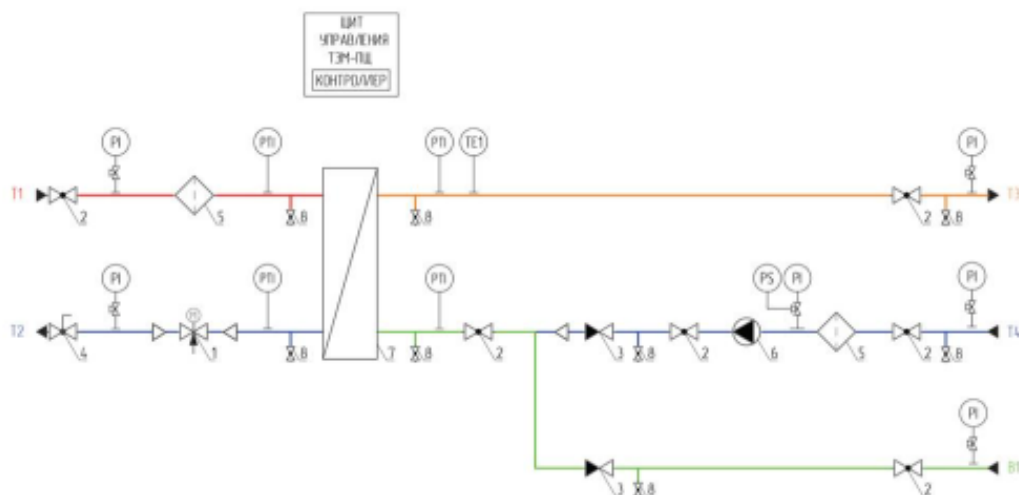 ЩИТ
УПРАВЛЕНИЯ
ТЭМ-ПЩ
КОНТРОЛЛЕР
PI PTI PTI TE1 PI
T1 T3
2 5 8 8 2 8
PI PTI PTI PS PI PI
M
T2 T4
4 1 8 7 8 2 3 8 2 6 5 2 8
PI
B1
3 8 2